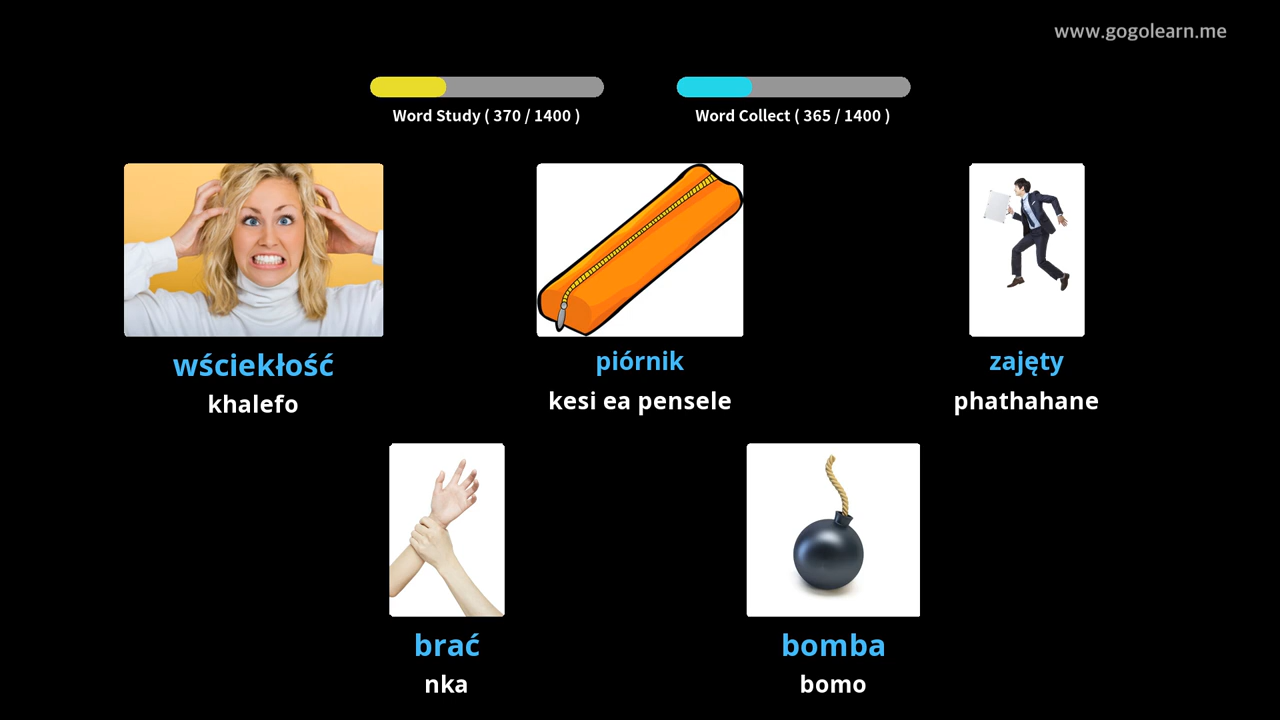 www.gogolearn.me
Word Study ( 370 / 1400 )
Word Collect ( 365 / 1400 )
wściekłość
khalefo
piórnik
kesi ea pensele
zajęty
phathahane
brać
nka
bomba
bomo